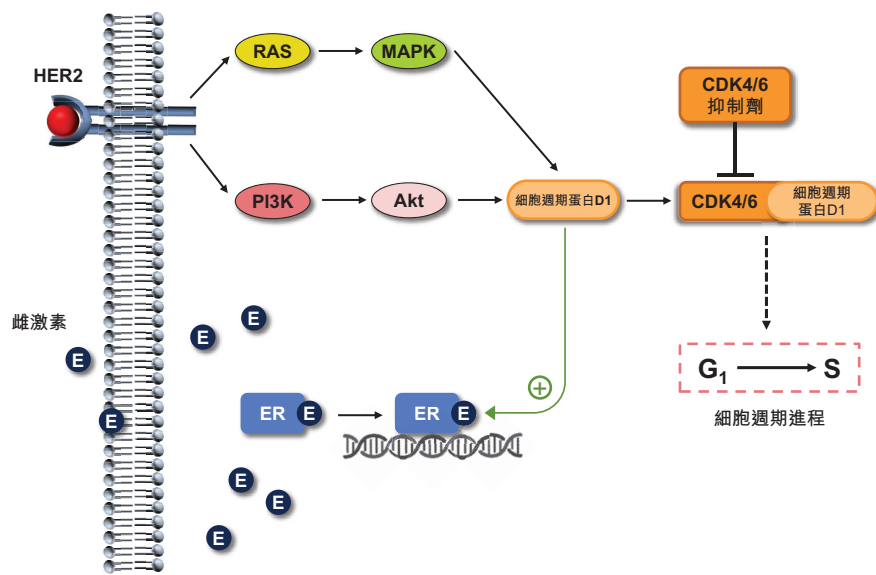 HER2
RAS
MAPK
CDK4/6
抑制劑
PI3K
Akt
細胞週期蛋白D1
CDK4/6
細胞週期
蛋白D1
雌激素
E
E
E
E
+
G₁
S
ER
E
ER
E
細胞週期進程
E
E
E